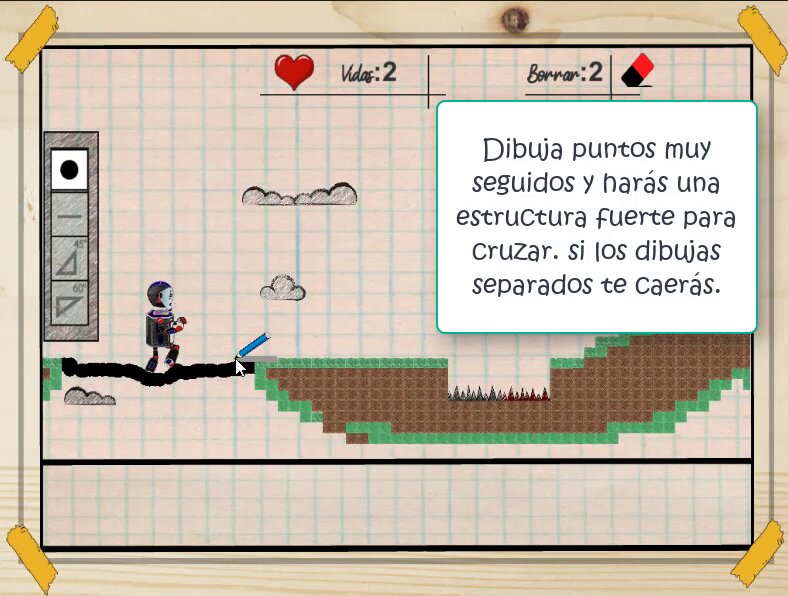 Vidas:2
Borrar:2
Dibuja puntos muy
seguidos y harás una
estructura fuerte para
cruzar. si los dibujas
separados te caerás.
45°
60°